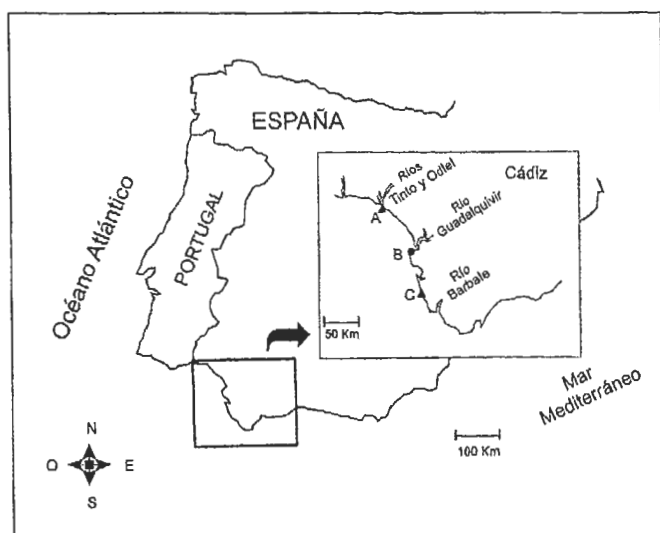 ESPAÑA
PORTUGAL
Océano Atlántico
Ríos
Tinto y Odiel
Cádiz
A
Río
Guadalquivir
B
Río
Barbate
C
50 Km
Mar
Mediterráneo
100 Km
N
O
E
S